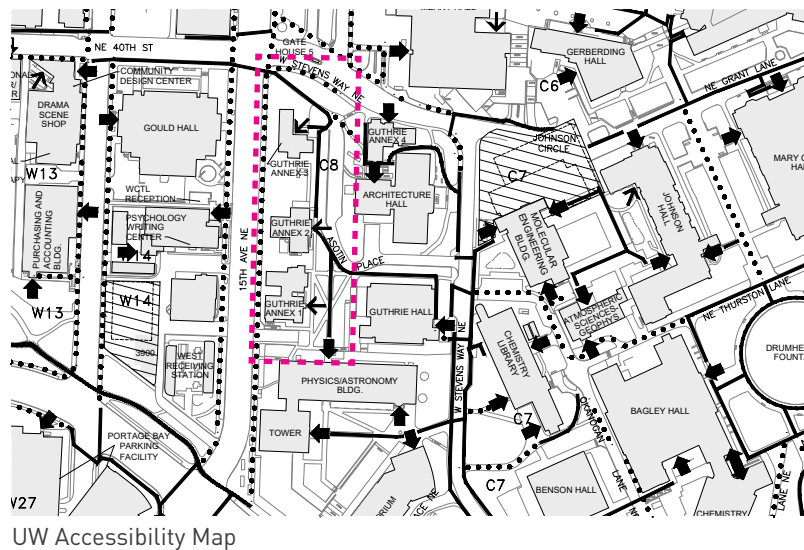 NE 40TH ST
GATE
HOUSE 5
W STEVENS WAY NE
GERBERDING
HALL
NE GRANT LANE
COMMUNITY
DESIGN CENTER
DRAMA
SCENE
SHOP
GOULD HALL
C6
GUTHRIE
ANNEX 4
JOHNSON
CIRCLE
GUTHRIE
ANNEX 3
C8
C7
W13
WCTL
RECEPTION
ARCHITECTURE
HALL
JOHNSON
HALL
PURCHASING AND
ACCOUNTING
BLDG.
PSYCHOLOGY
WRITING
CENTER
GUTHRIE
ANNEX 2
MOLECULAR
ENGINEERING
BLDG
15TH AVE NE
ASOTIN
PLACE
W14
W13
GUTHRIE
ANNEX 1
GUTHRIE HALL
ATMOSPHERIC
SCIENCES
GEOPHYS.
NE THURSTON LANE
3900
WEST
RECEIVING
STATION
W STEVENS WAY NE
CHEMISTRY
LIBRARY
PHYSICS/ASTRONOMY
BLDG.
BAGLEY HALL
OKANOGAN
LANE
TOWER
C7
PORTAGE BAY
PARKING
FACILITY
C7
BENSON HALL
W27
CHEMISTRY
LANE NE
UW Accessibility Map